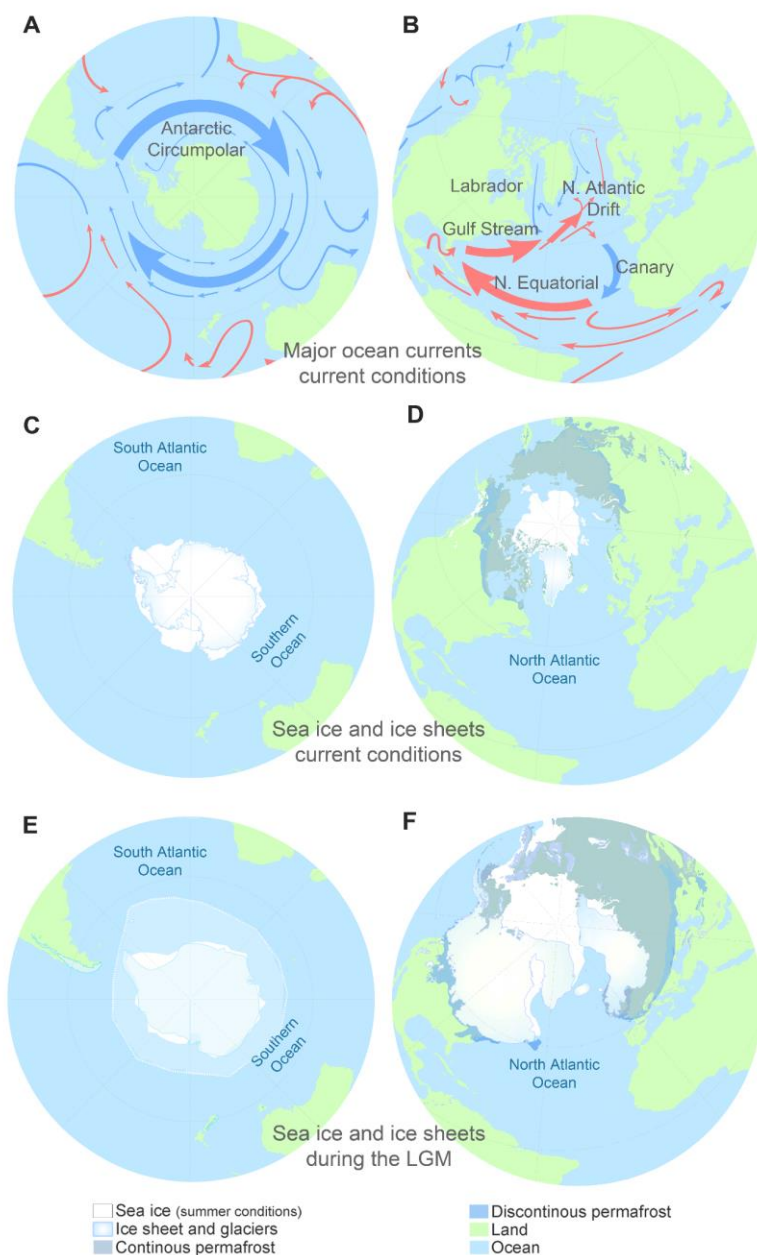 A
B
Antarctic
Circumpolar
Labrador
N. Atlantic
Drift
Gulf Stream
N. Equatorial
Canary
Major ocean currents
current conditions
C
D
South Atlantic
Ocean
Southern
Ocean
North Atlantic
Ocean
Sea ice and ice sheets
current conditions
E
F
South Atlantic
Ocean
Southern
Ocean
North Atlantic
Ocean
Sea ice and ice sheets
during the LGM
Sea ice (summer conditions)
Ice sheet and glaciers
Continous permafrost
Discontinous permafrost
Land
Ocean